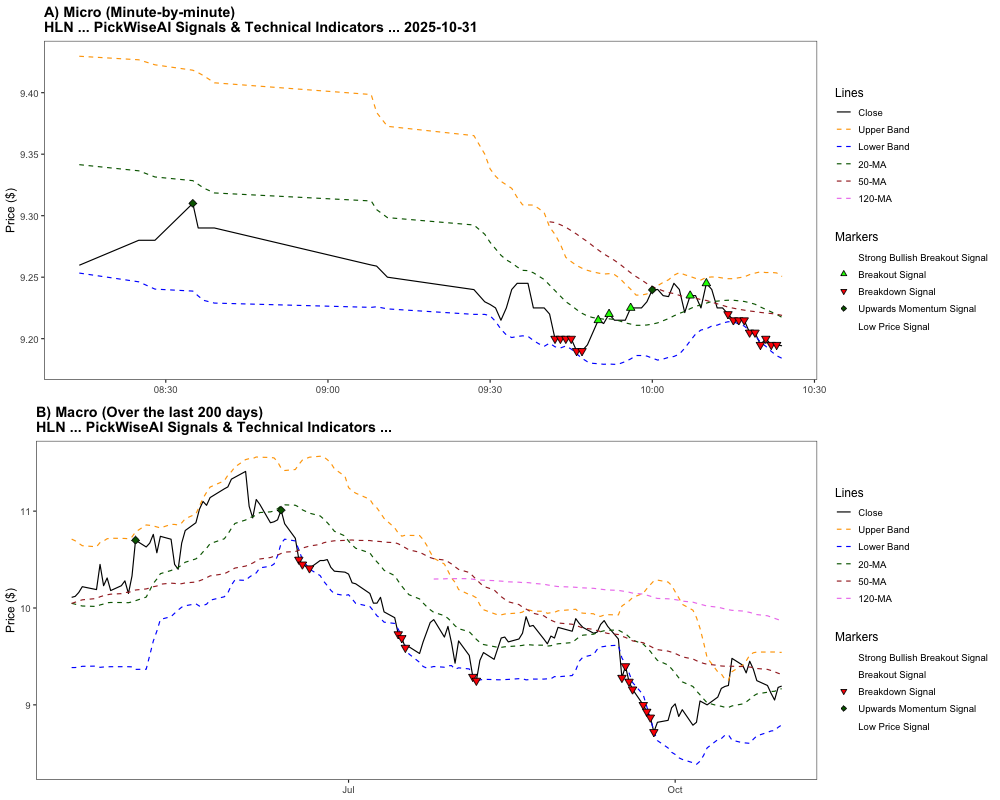 A) Micro (Minute-by-minute)
HLN ... PickWiseAI Signals & Technical Indicators ... 2025-10-31
Price ($)
9.40
9.35
9.30
9.25
9.20
08:30
09:00
09:30
10:00
10:30
Lines
Close
Upper Band
Lower Band
20-MA
50-MA
120-MA
Markers
Strong Bullish Breakout Signal
Breakout Signal
Breakdown Signal
Upwards Momentum Signal
Low Price Signal
B) Macro (Over the last 200 days)
HLN ... PickWiseAI Signals & Technical Indicators ...
Price ($)
11
10
9
Jul
Oct
Lines
Close
Upper Band
Lower Band
20-MA
50-MA
120-MA
Markers
Strong Bullish Breakout Signal
Breakout Signal
Breakdown Signal
Upwards Momentum Signal
Low Price Signal